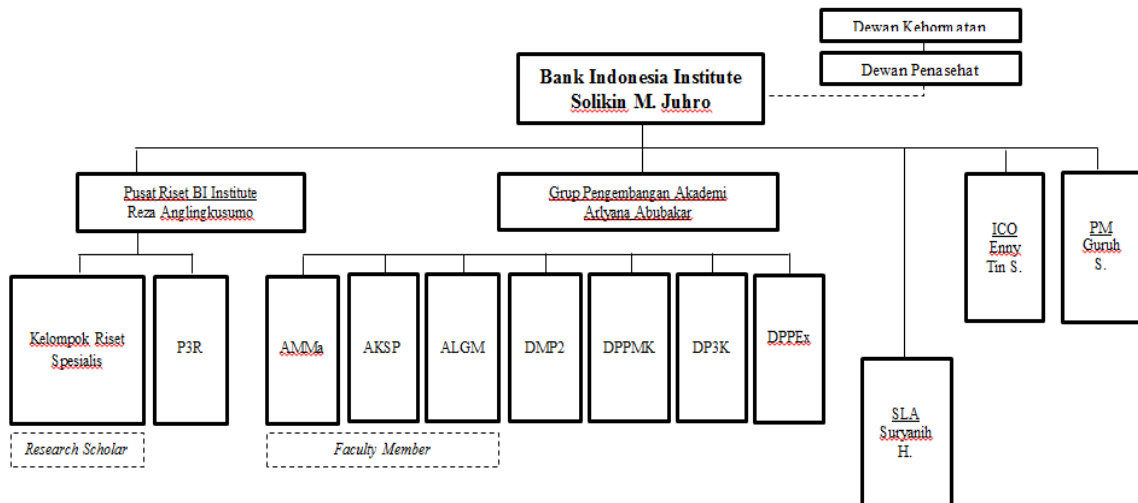 Dewan Kehormatan
Dewan Penasehat
Bank Indonesia Institute
Solikin M. Juhro
Pusat Riset BI Institute
Reza Anglingkusumo
Grup Pengembangan Akademi
Arlyana Abubakar
ICO
Enny
Tin S.
PM
Guruh
S.
Kelompok Riset
Spesialis
P3R
AMMa
AKSP
ALGM
DMP2
DPPMK
DP3K
DPPEx
SLA
Suryanih
H.
Research Scholar
Faculty Member